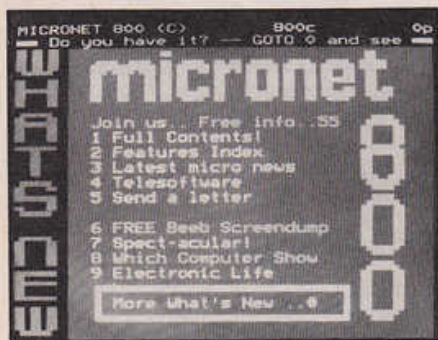 MICRONET 800 (C) 800c 0p
Do you have it? — GOTO 0 and see
WHATS NEW
micronet
800
Join us.. Free info..55
1 Full Contents!
2 Features Index
3 Latest micro news
4 Telesoftware
5 Send a letter
6 FREE Beeb Screendump
7 Spect-acular!
8 Which Computer Show
9 Electronic Life
More What's New ..0